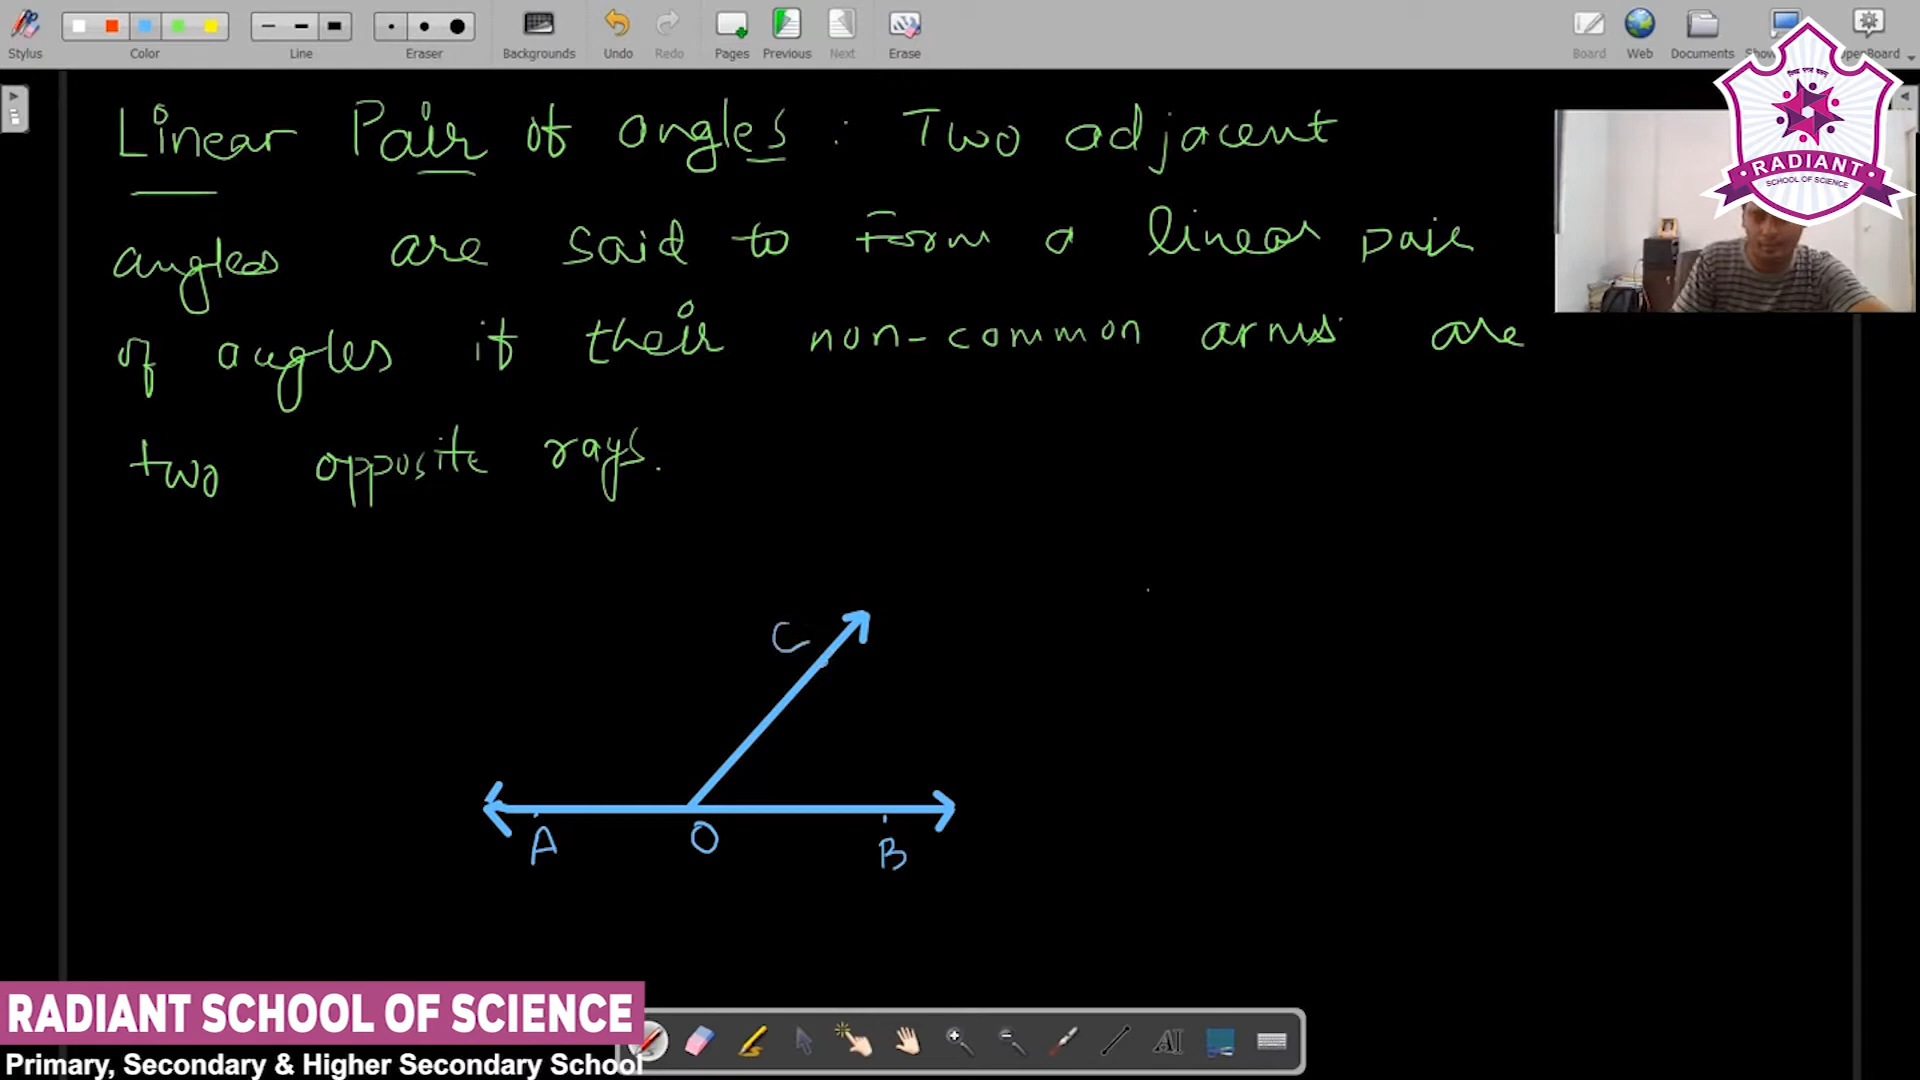 Stylus Color Line Eraser Backgrounds Undo Redo Pages Previous Next Erase Board Web Documents
RADIANT
SCHOOL OF SCIENCE
Linear Pair of angles : Two adjacent
angles are said to form a linear pair
of angles if their non-common arms are
two opposite rays.
C
A O B
RADIANT SCHOOL OF SCIENCE
Primary, Secondary & Higher Secondary School
AI